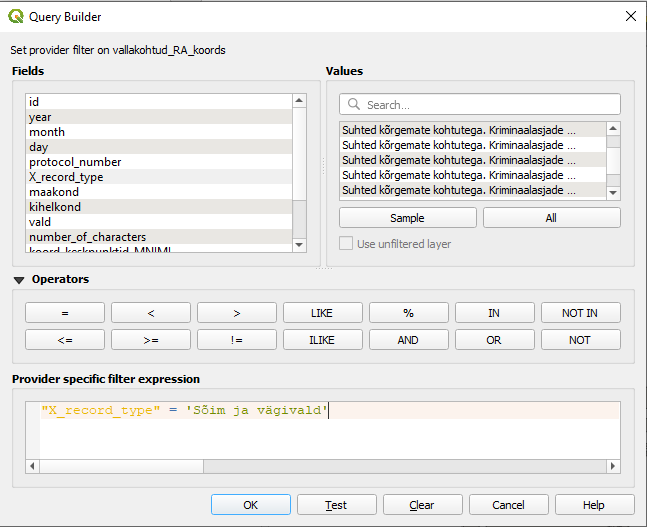 Query Builder
Set provider filter on vallakohtud_RA_koords
Fields
Values
id
year
month
day
protocol_number
X_record_type
maakond
kihelkond
vald
number_of_characters
Search...
Suhted kõrgemate kohtutega. Kriminaalasjade ...
Suhted kõrgemate kohtutega. Kriminaalasjade ...
Suhted kõrgemate kohtutega. Kriminaalasjade ...
Suhted kõrgemate kohtutega. Kriminaalasjade ...
Suhted kõrgemate kohtutega. Kriminaalasjade ...
Sample
All
Use unfiltered layer
Operators
=
<
>
LIKE
%
IN
NOT IN
<=
>=
!=
ILIKE
AND
OR
NOT
Provider specific filter expression
"X_record_type" = 'Sõim ja vägivald'
OK
Test
Clear
Cancel
Help